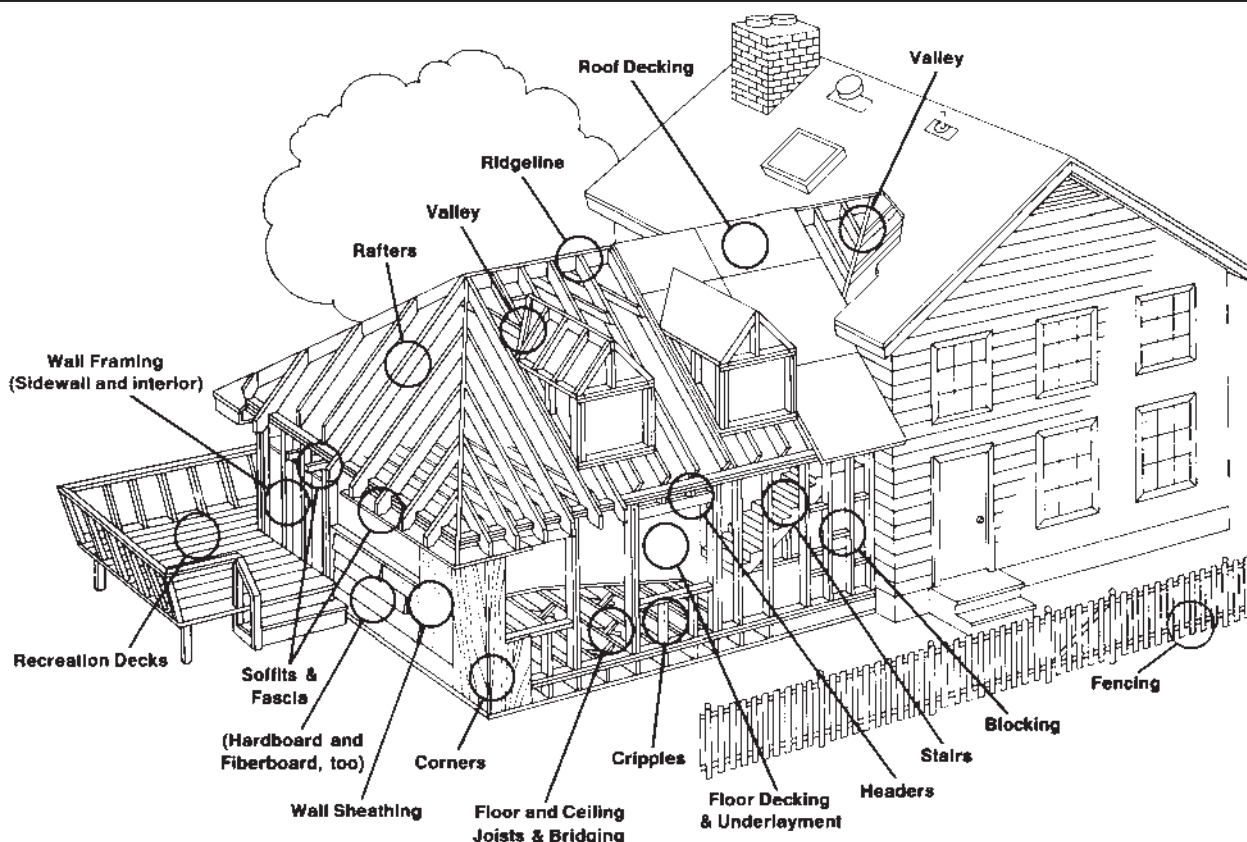 Roof Decking
Valley
Ridgeline
Valley
Rafters
Wall Framing
(Sidewall and interior)
Recreation Decks
Soffits &
Fascia
(Hardboard and
Fiberboard, too)
Wall Sheathing
Corners
Floor and Ceiling
Joists & Bridging
Cripples
Floor Decking
& Underlayment
Headers
Stairs
Blocking
Fencing